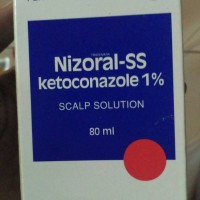 Nizoral-SS
ketoconazole 1%
SCALP SOLUTION
80 ml